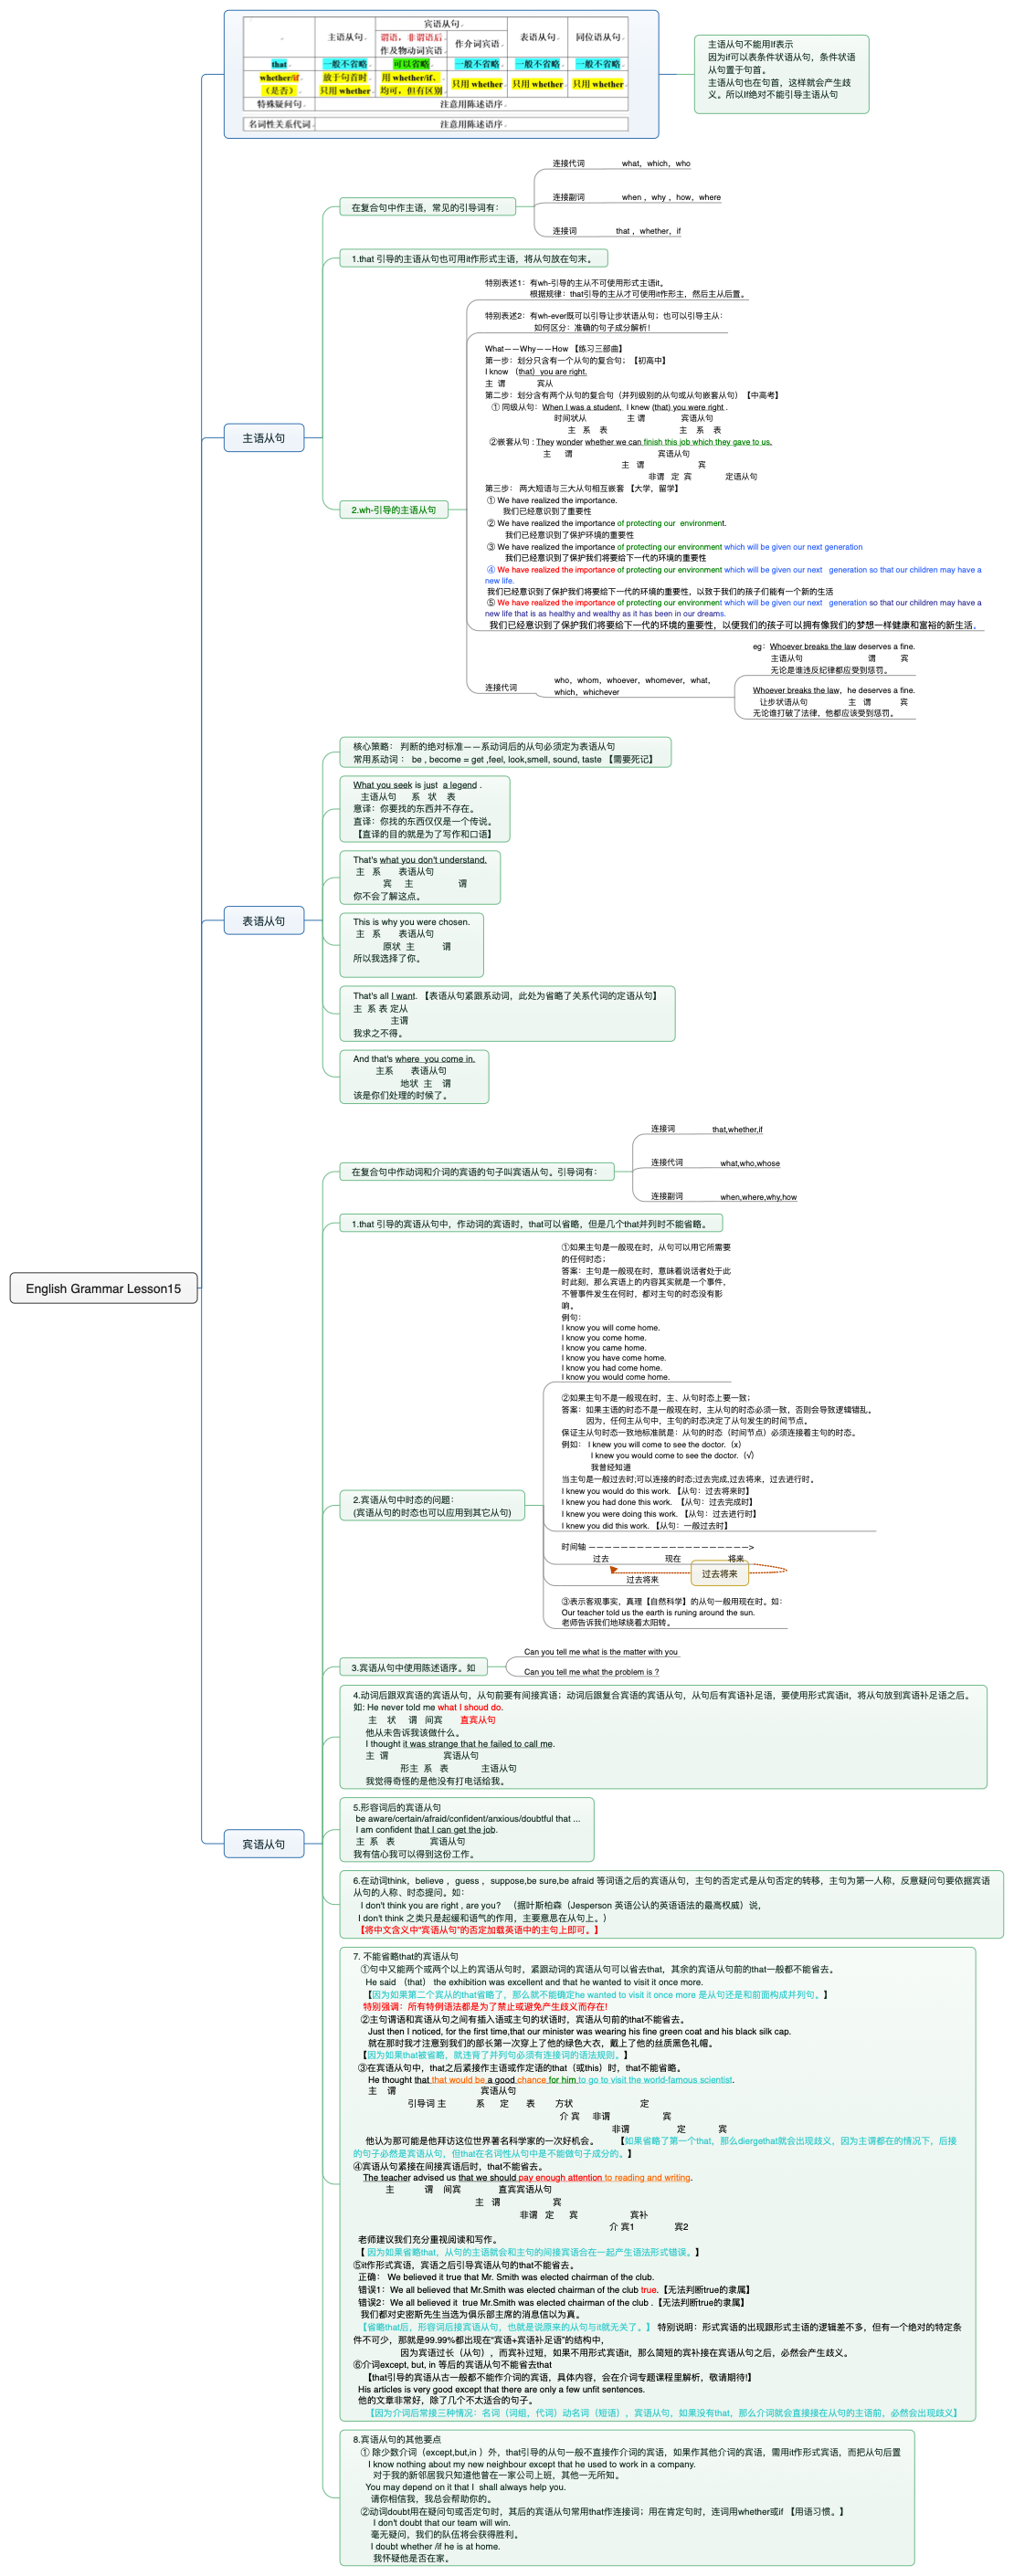 主语从句
宾语从句
表语从句
同位语从句
谓语，非谓语后
作及物动词宾语
作介词宾语
that
一般不省略
可以省略
一般不省略
一般不省略
一般不省略
whether/if
（是否）
放于句首时
只用 whether
用 whether/if、
均可，但有区别
只用 whether
只用 whether
只用 whether
特殊疑问句
注意用陈述语序
名词性关系代词
注意用陈述语序
主语从句不能用If表示
因为if可以表条件状语从句，条件状语
从句置于句首。
主语从句也在句首，这样就会产生歧
义。所以If绝对不能引导主语从句
English Grammar Lesson15
主语从句
在复合句中作主语，常见的引导词有：
连接代词
what，which，who
连接副词
when ，why ，how，where
连接词
that ，whether，if
1.that 引导的主语从句也可用it作形式主语，将从句放在句末。
2.wh-引导的主语从句
特别表述1：有wh-引导的主从不可使用形式主语it。
根据规律：that引导的主从才可使用it作形主，然后主从后置。
特别表述2：有wh-ever既可以引导让步状语从句；也可以引导主从：
如何区分：准确的句子成分解析！
What——Why——How 【练习三部曲】
第一步：划分只含有一个从句的复合句；【初高中】
I know （that）you are right.
主 谓 宾从
第二步：划分含有两个从句的复合句（并列级别的从句或从句嵌套从句）【中高考】
① 同级从句：When I was a student，I knew (that) you were right .
时间状从 主 谓 宾语从句
主 系 表 主 系 表
②嵌套从句 : They wonder whether we can finish this job which they gave to us.
主 谓 宾语从句
主 谓 宾
非谓 定 宾 定语从句
第三步：两大短语与三大从句相互嵌套 【大学，留学】
① We have realized the importance.
我们已经意识到了重要性
② We have realized the importance of protecting our environment.
我们已经意识到了保护环境的重要性
③ We have realized the importance of protecting our environment which will be given our next generation
我们已经意识到了保护我们将要给下一代的环境的重要性
④ We have realized the importance of protecting our environment which will be given our next generation so that our children may have a
new life.
我们已经意识到了保护我们将要给下一代的环境的重要性，以致于我们的孩子们能有一个新的生活
⑤ We have realized the importance of protecting our environment which will be given our next generation so that our children may have a
new life that is as healthy and wealthy as it has been in our dreams.
我们已经意识到了保护我们将要给下一代的环境的重要性，以便我们的孩子可以拥有像我们的梦想一样健康和富裕的新生活。
连接代词
who，whom，whoever，whomever，what，
which，whichever
eg：Whoever breaks the law deserves a fine.
主语从句 谓 宾
无论是谁违反纪律都应受到惩罚。
Whoever breaks the law，he deserves a fine.
让步状语从句 主 谓 宾
无论谁打破了法律，他都应该受到惩罚。
表语从句
核心策略： 判断的绝对标准——系动词后的从句必须定为表语从句
常用系动词 ： be , become = get ,feel, look,smell, sound, taste 【需要死记】
What you seek is just a legend .
主语从句 系 状 表
意译：你要找的东西并不存在。
直译：你找的东西仅仅是一个传说。
【直译的目的就是为了写作和口语】
That's what you don't understand.
主 系 表语从句
宾 主 谓
你不会了解这点。
This is why you were chosen.
主 系 表语从句
原状 主 谓
所以我选择了你。
That's all I want. 【表语从句紧跟系动词，此处为省略了关系代词的定语从句】
主 系 表 定从
主谓
我求之不得。
And that's where you come in.
主系 表语从句
地状 主 谓
该是你们处理的时候了。
宾语从句
在复合句中作动词和介词的宾语的句子叫宾语从句。引导词有：
连接词
that,whether,if
连接代词
what,who,whose
连接副词
when,where,why,how
1.that 引导的宾语从句中，作动词的宾语时，that可以省略，但是几个that并列时不能省略。
2.宾语从句中时态的问题：
(宾语从句的时态也可以应用到其它从句)
①如果主句是一般现在时，从句可以用它所需要
的任何时态；
答案：主句是一般现在时，意味着说话者处于此
时此刻，那么宾语上的内容其实就是一个事件，
不管事件发生在何时，都对主句的时态没有影
响。
例句：
I know you will come home.
I know you come home.
I know you came home.
I know you have come home.
I know you had come home.
I know you would come home.
②如果主句不是一般现在时，主、从句时态上要一致；
答案：如果主语的时态不是一般现在时，主从句的时态必须一致，否则会导致逻辑错乱。
因为，任何主从句中，主句的时态决定了从句发生的时间节点。
保证主从句时态一致地标准就是：从句的时态（时间节点）必须连接着主句的时态。
例如： I knew you will come to see the doctor.（x）
I knew you would come to see the doctor.（√）
我曾经知道
当主句是一般过去时;可以连接的时态;过去完成,过去将来，过去进行时。
I knew you would do this work. 【从句：过去将来时】
I knew you had done this work. 【从句：过去完成时】
I knew you were doing this work. 【从句：过去进行时】
I knew you did this work. 【从句：一般过去时】
时间轴 ————————————————————>
过去 现在 将来
过去将来
过去将来
③表示客观事实，真理【自然科学】的从句一般用现在时。如：
Our teacher told us the earth is runing around the sun.
老师告诉我们地球绕着太阳转。
3.宾语从句中使用陈述语序。如
Can you tell me what is the matter with you
Can you tell me what the problem is ?
4.动词后跟双宾语的宾语从句，从句前要有间接宾语；动词后跟复合宾语的宾语从句，从句后有宾语补足语，要使用形式宾语it，将从句放到宾语补足语之后。
如: He never told me what I shoud do.
主 状 谓 间宾 直宾从句
他从未告诉我该做什么。
I thought it was strange that he failed to call me.
主 谓 宾语从句
形主 系 表 主语从句
我觉得奇怪的是他没有打电话给我。
5.形容词后的宾语从句
be aware/certain/afraid/confident/anxious/doubtful that ...
I am confident that I can get the job.
主 系 表 宾语从句
我有信心我可以得到这份工作。
6.在动词think，believe ，guess ，suppose,be sure,be afraid 等词语之后的宾语从句，主句的否定式是从句否定的转移，主句为第一人称，反意疑问句要依据宾语
从句的人称、时态提问。如：
I don't think you are right , are you? （据叶斯柏森（Jesperson 英语公认的英语语法的最高权威）说，
I don't think 之类只是起缓和语气的作用，主要意思在从句上。）
【将中文含义中“宾语从句”的否定加载英语中的主句上即可。】
7. 不能省略that的宾语从句
①句中又能两个或两个以上的宾语从句时，紧跟动词的宾语从句可以省去that，其余的宾语从句前的that一般都不能省去。
He said （that） the exhibition was excellent and that he wanted to visit it once more.
【因为如果第二个宾从的that省略了，那么就不能确定he wanted to visit it once more 是从句还是和前面构成并列句。】
特别强调：所有特例语法都是为了禁止或避免产生歧义而存在!
②主句谓语和宾语从句之间有插入语或主句的状语时，宾语从句前的that不能省去。
Just then I noticed, for the first time,that our minister was wearing his fine green coat and his black silk cap.
就在那时我才注意到我们的部长第一次穿上了他的绿色大衣，戴上了他的丝质黑色礼帽。
【因为如果that被省略，就违背了并列句必须有连接词的语法规则。】
③在宾语从句中，that之后紧接作主语或作定语的that（或this）时，that不能省略。
He thought that that would be a good chance for him to go to visit the world-famous scientist.
主 谓 宾语从句
引导词 主 系 定 表 方状 定
介 宾 非谓 宾
非谓 定 宾
他认为那可能是他拜访这位世界著名科学家的一次好机会。 【如果省略了第一个that，那么diergethat就会出现歧义，因为主谓都在的情况下，后接
的句子必然是宾语从句，但that在名词性从句中是不能做句子成分的。】
④宾语从句紧接在间接宾语后时，that不能省去。
The teacher advised us that we should pay enough attention to reading and writing.
主 谓 间宾 直宾宾语从句
主 谓 宾
非谓 定 宾 宾补
介 宾1 宾2
老师建议我们充分重视阅读和写作。
【 因为如果省略that，从句的主语就会和主句的间接宾语合在一起产生语法形式错误。】
⑤it作形式宾语，宾语之后引导宾语从句的that不能省去。
正确： We believed it true that Mr. Smith was elected chairman of the club.
错误1：We all believed that Mr.Smith was elected chairman of the club true.【无法判断true的隶属】
错误2：We all believed it true Mr.Smith was elected chairman of the club .【无法判断true的隶属】
我们都对史密斯先生当选为俱乐部主席的消息信以为真。
【省略that后，形容词后接宾语从句，也就是说原来的从句与it就无关了。】 特别说明：形式宾语的出现跟形式主语的逻辑差不多，但有一个绝对的特定条
件不可少，那就是99.99%都出现在“宾语+宾语补足语”的结构中，
因为宾语过长（从句），而宾补过短，如果不用形式宾语it，那么简短的宾补接在宾语从句之后，必然会产生歧义。
⑥介词except, but, in 等后的宾语从句不能省去that
【that引导的宾语从古一般都不能作介词的宾语，具体内容，会在介词专题课程里解析，敬请期待!】
His articles is very good except that there are only a few unfit sentences.
他的文章非常好，除了几个不太适合的句子。
【因为介词后常接三种情况：名词（词组，代词）动名词（短语），宾语从句，如果没有that，那么介词就会直接接在从句的主语前，必然会出现歧义】
8.宾语从句的其他要点
① 除少数介词（except,but,in ）外，that引导的从句一般不直接作介词的宾语，如果作其他介词的宾语，需用it作形式宾语，而把从句后置
I know nothing about my new neighbour except that he used to work in a company.
对于我的新邻居我只知道他曾在一家公司上班，其他一无所知。
You may depend on it that I shall always help you.
请你相信我，我总会帮助你的。
②动词doubt用在疑问句或否定句时，其后的宾语从句常用that作连接词；用在肯定句时，连词用whether或if 【用语习惯。】
I don't doubt that our team will win.
毫无疑问，我们的队伍将会获得胜利。
I doubt whether /if he is at home.
我怀疑他是否在家。